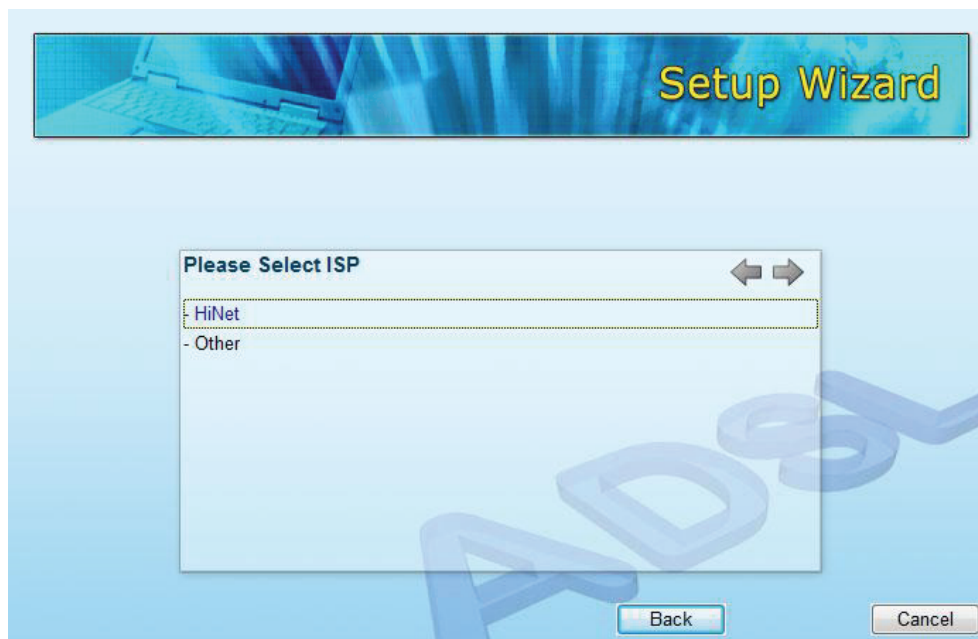 Setup Wizard
Please Select ISP
- HiNet
- Other
ADSL
Back
Cancel